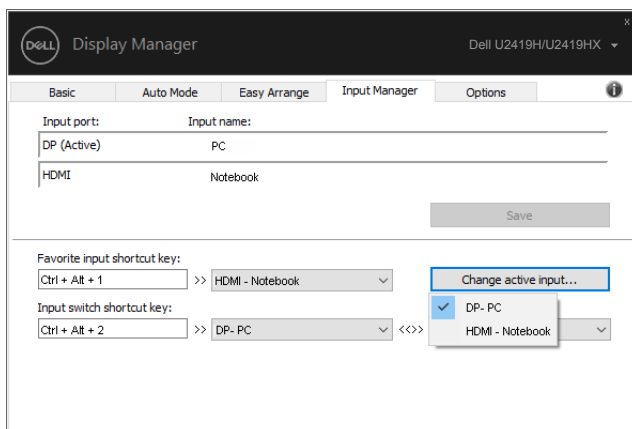 DELL Display Manager Dell U2419H/U2419HX
x
Basic Auto Mode Easy Arrange Input Manager Options i
Input port: Input name:
DP (Active) PC
HDMI Notebook
Save
Favorite input shortcut key:
Ctrl + Alt + 1 >> HDMI - Notebook Change active input...
Input switch shortcut key:
DP- PC
Ctrl + Alt + 2 >> DP- PC <<>>
HDMI - Notebook